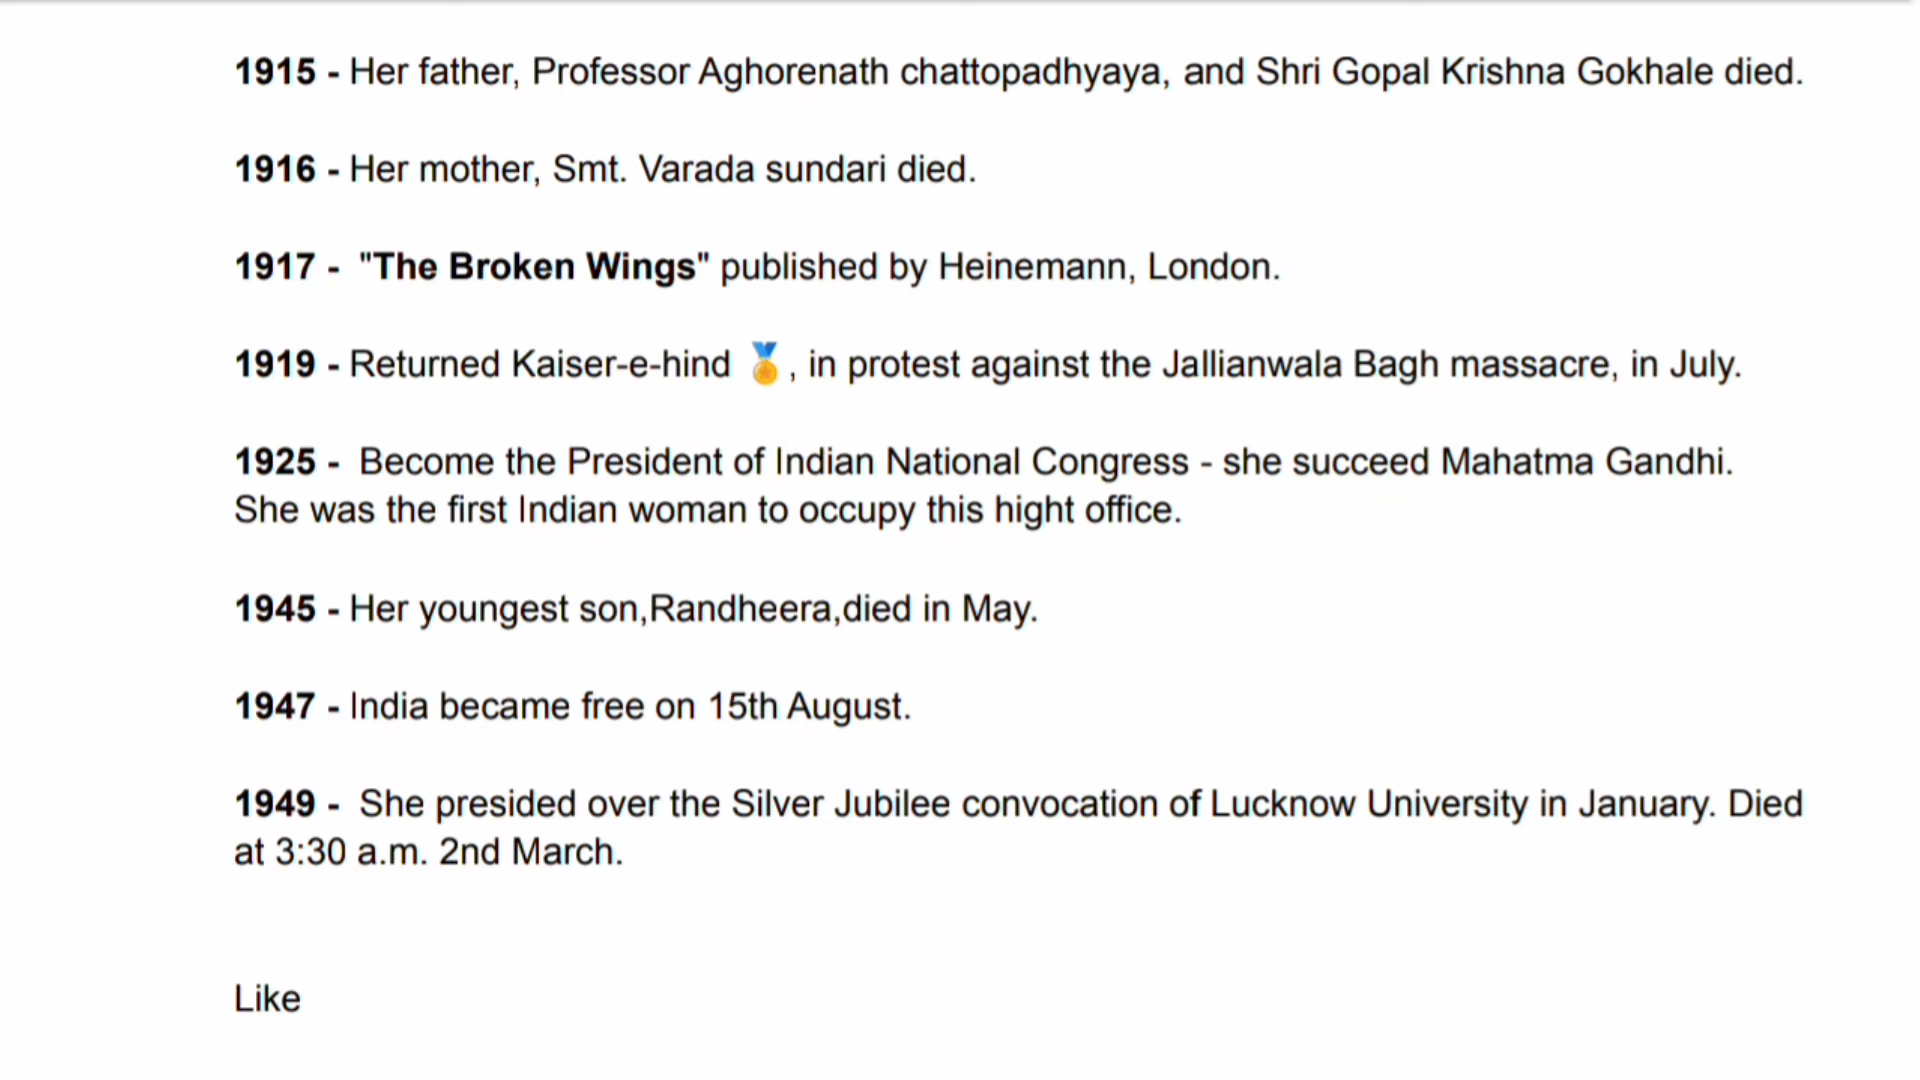 1915 - Her father, Professor Aghorenath chattopadhyaya, and Shri Gopal Krishna Gokhale died.
1916 - Her mother, Smt. Varada sundari died.
1917 - "The Broken Wings" published by Heinemann, London.
1919 - Returned Kaiser-e-hind 🏅, in protest against the Jallianwala Bagh massacre, in July.
1925 - Become the President of Indian National Congress - she succeed Mahatma Gandhi.
She was the first Indian woman to occupy this hight office.
1945 - Her youngest son,Randheera,died in May.
1947 - India became free on 15th August.
1949 - She presided over the Silver Jubilee convocation of Lucknow University in January. Died
at 3:30 a.m. 2nd March.
Like